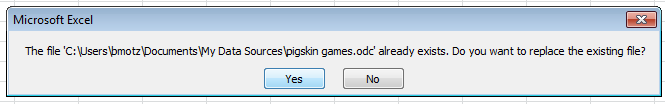 Microsoft Excel
The file 'C:\Users\bmotz\Documents\My Data Sources\pigskin games.odc' already exists. Do you want to replace the existing file?
Yes
No